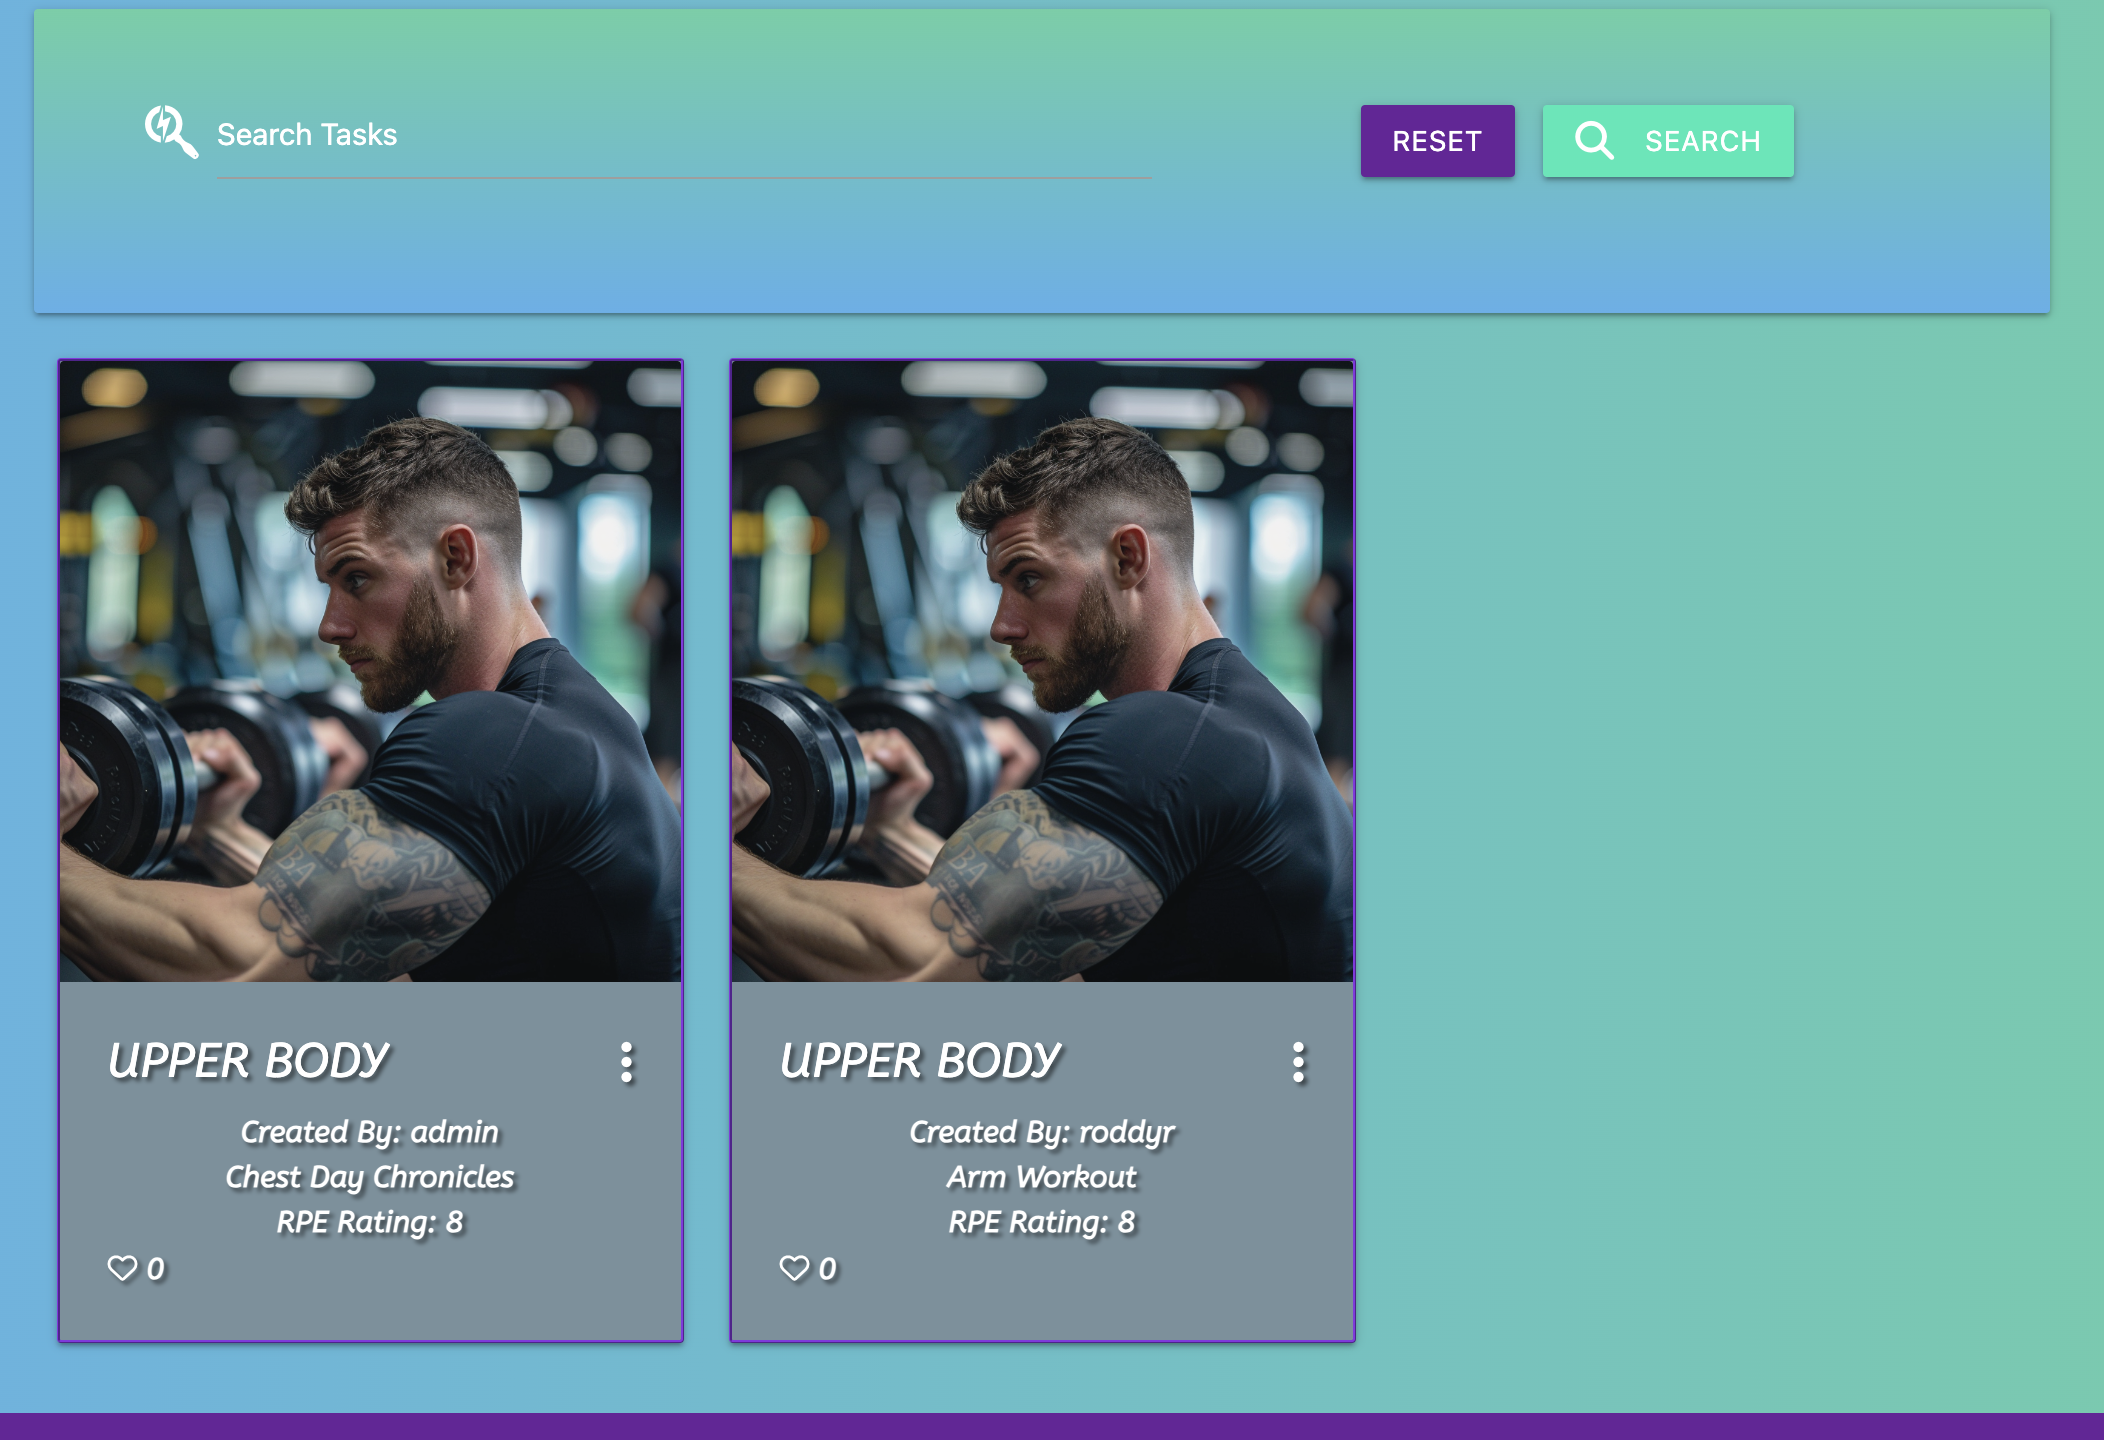 Search Tasks
RESET
SEARCH
UPPER BODY
Created By: admin
Chest Day Chronicles
RPE Rating: 8
0
UPPER BODY
Created By: roddyr
Arm Workout
RPE Rating: 8
0